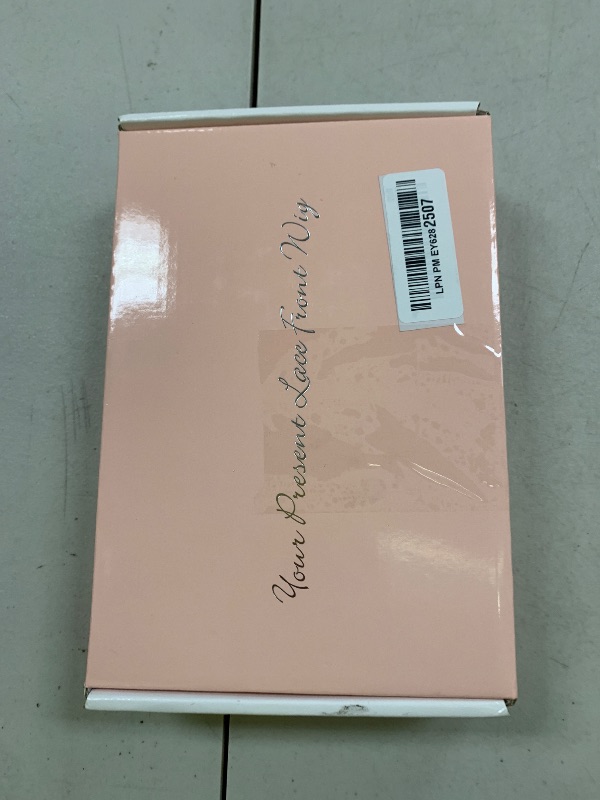 Your Present Lace Front Wig
LPN PM EY628 2507